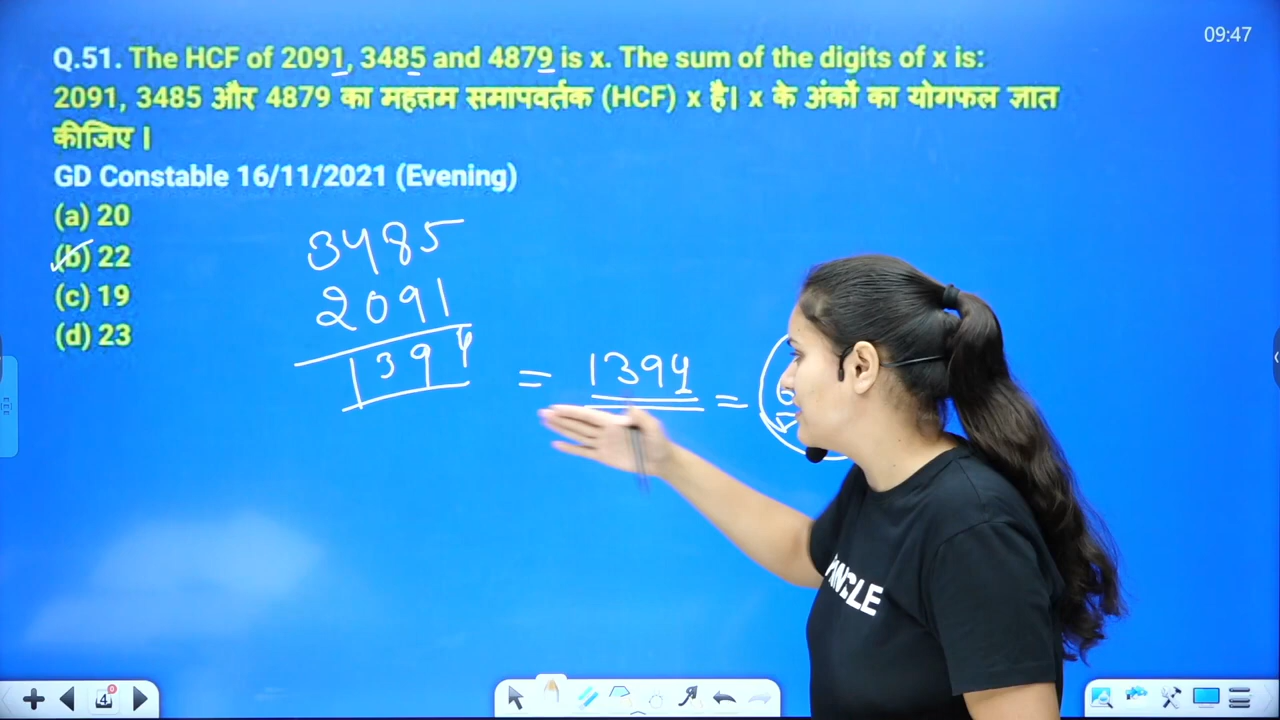 09:47
Q.51. The HCF of 2091, 3485 and 4879 is x. The sum of the digits of x is:
2091, 3485 और 4879 का महत्तम समापवर्तक (HCF) x है। x के अंकों का योगफल ज्ञात
कीजिए ।
GD Constable 16/11/2021 (Evening)
(a) 20
(b) 22
(c) 19
(d) 23
3485
2091
1394
= 1394 =
4